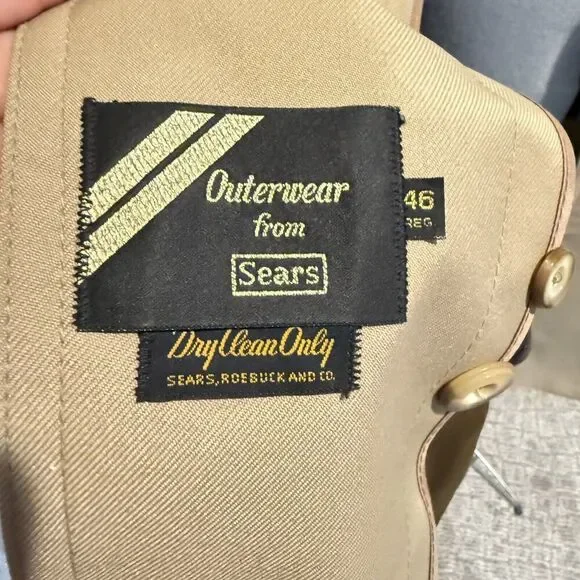 Outerwear
from
Sears
46
REG
Dry Clean Only
SEARS, ROEBUCK AND CO.